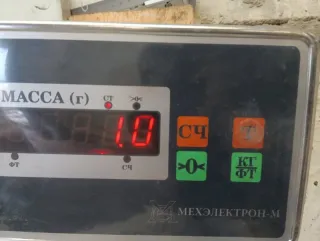 МАССА (г) СТ >0<
1.0
СЧ Т
>0< КГ
ФТ
ФТ СЧ
МЕХЭЛЕКТРОН-М